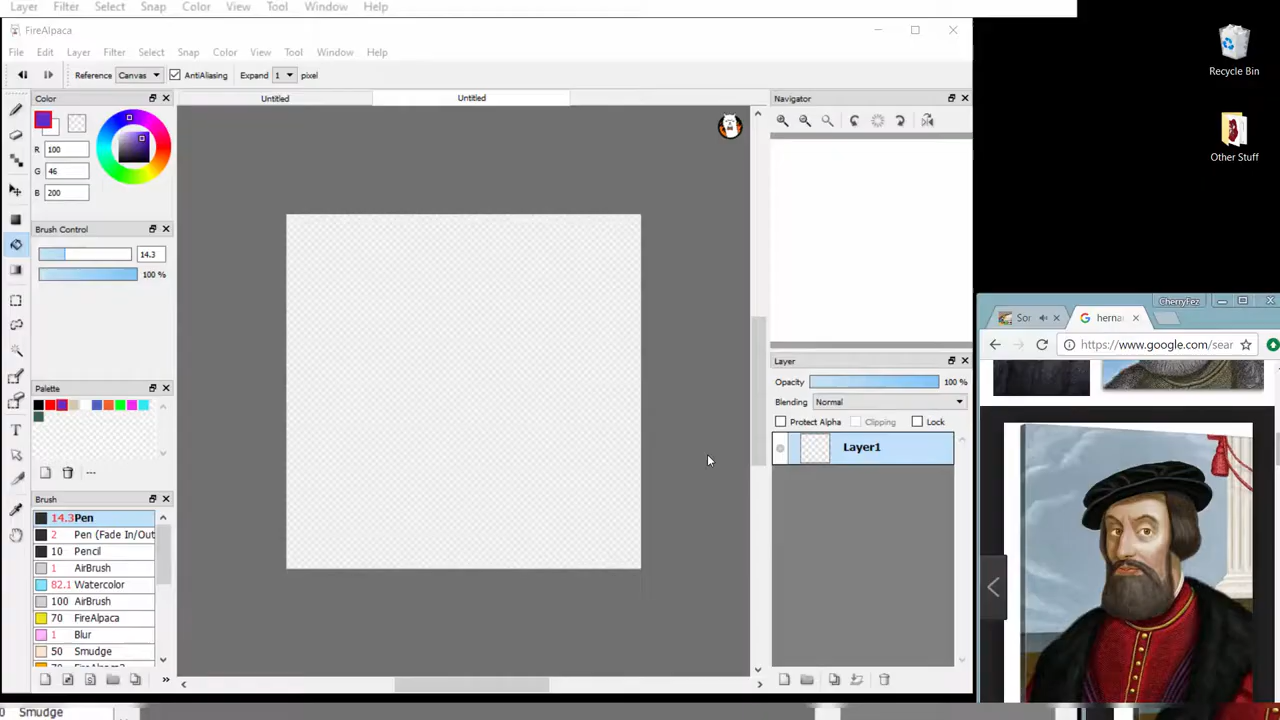 Layer Filter Select Snap Color View Tool Window Help
FireAlpaca
File Edit Layer Filter Select Snap Color View Tool Window Help
Reference Canvas AntiAliasing Expand 1 pixel
Color
Untitled Untitled
Navigator
R 100
G 46
B 200
Brush Control
14.3
100 %
Palette
---
Brush
14.3 Pen
2 Pen (Fade In/Out
10 Pencil
1 AirBrush
82.1 Watercolor
100 AirBrush
70 FireAlpaca
1 Blur
50 Smudge
Layer
Opacity 100 %
Blending Normal
Protect Alpha Clipping Lock
Layer1
Recycle Bin
Other Stuff
CherryFez
Sor herna
https://www.google.com/sear
0 Smudge